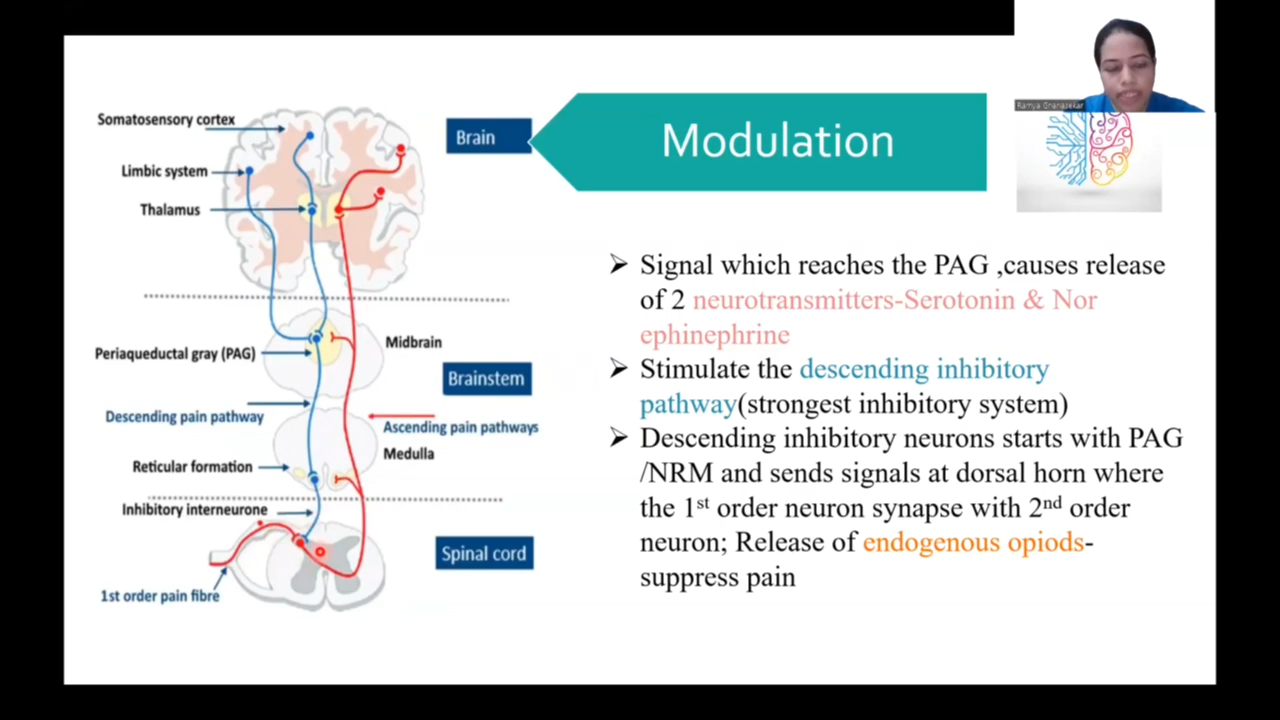 Somatosensory cortex
Limbic system
Thalamus
Brain
Modulation
Ramya Gnanasekar
Periaqueductal gray (PAG)
Midbrain
Brainstem
Descending pain pathway
Ascending pain pathways
Medulla
Reticular formation
Inhibitory interneurone
Spinal cord
1st order pain fibre
➢ Signal which reaches the PAG ,causes release
of 2 neurotransmitters-Serotonin & Nor
ephinephrine
➢ Stimulate the descending inhibitory
pathway(strongest inhibitory system)
➢ Descending inhibitory neurons starts with PAG
/NRM and sends signals at dorsal horn where
the 1st order neuron synapse with 2nd order
neuron; Release of endogenous opiods-
suppress pain